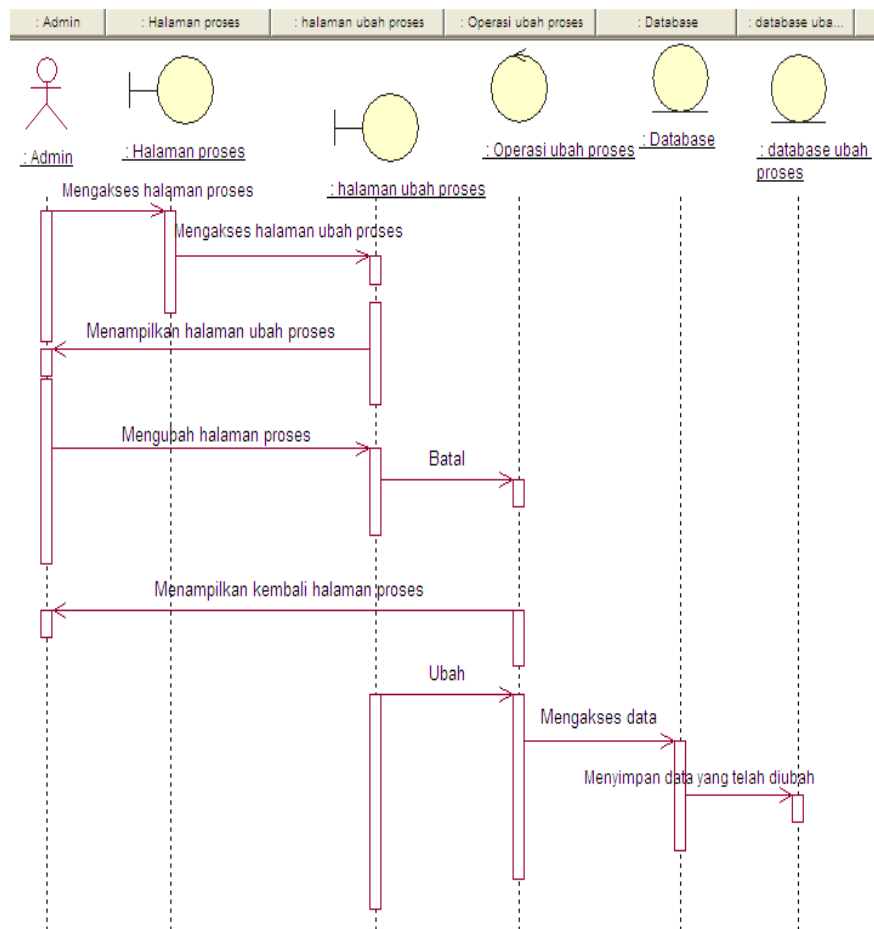 : Admin
: Halaman proses
: halaman ubah proses
: Operasi ubah proses
: Database
: database uba...
: Admin
: Halaman proses
: halaman ubah proses
: Operasi ubah proses
: Database
: database ubah
proses
Mengakses halaman proses
Mengakses halaman ubah proses
Menampilkan halaman ubah proses
Mengubah halaman proses
Batal
Menampilkan kembali halaman proses
Ubah
Mengakses data
Menyimpan data yang telah diubah